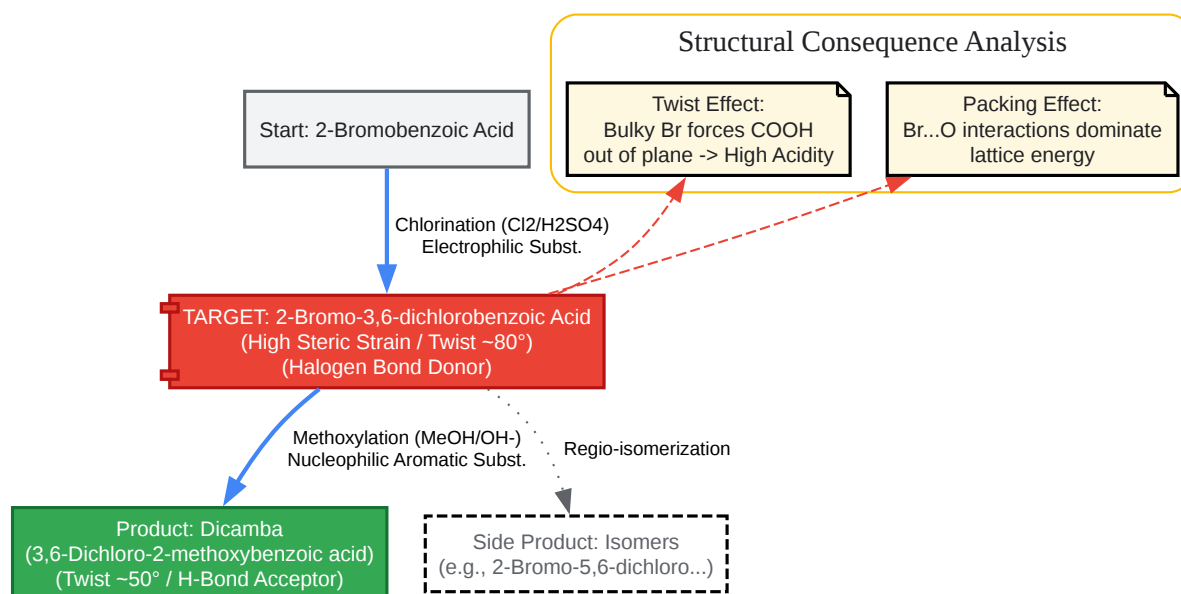 Structural Consequence Analysis
Twist Effect:
Bulky Br forces COOH
out of plane -> High Acidity
Packing Effect:
Br...O interactions dominate
lattice energy
Start: 2-Bromobenzoic Acid
Chlorination (Cl2/H2SO4)
Electrophilic Subst.
TARGET: 2-Bromo-3,6-dichlorobenzoic Acid
(High Steric Strain / Twist ~80°)
(Halogen Bond Donor)
Methoxylation (MeOH/OH-)
Nucleophilic Aromatic Subst.
Regio-isomerization
Product: Dicamba
(3,6-Dichloro-2-methoxybenzoic acid)
(Twist ~50° / H-Bond Acceptor)
Side Product: Isomers
(e.g., 2-Bromo-5,6-dichloro...)